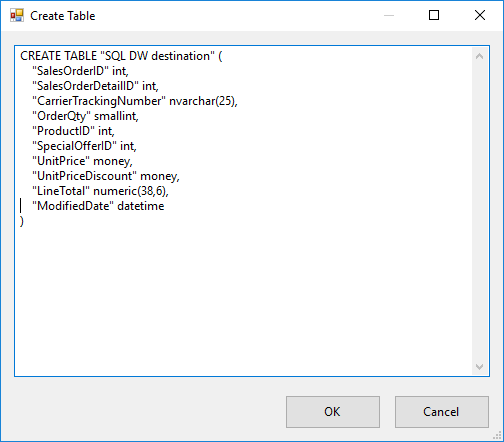 Create Table
CREATE TABLE "SQL DW destination" (
    "SalesOrderID" int,
    "SalesOrderDetailID" int,
    "CarrierTrackingNumber" nvarchar(25),
    "OrderQty" smallint,
    "ProductID" int,
    "SpecialOfferID" int,
    "UnitPrice" money,
    "UnitPriceDiscount" money,
    "LineTotal" numeric(38,6),
    "ModifiedDate" datetime
)
OK
Cancel